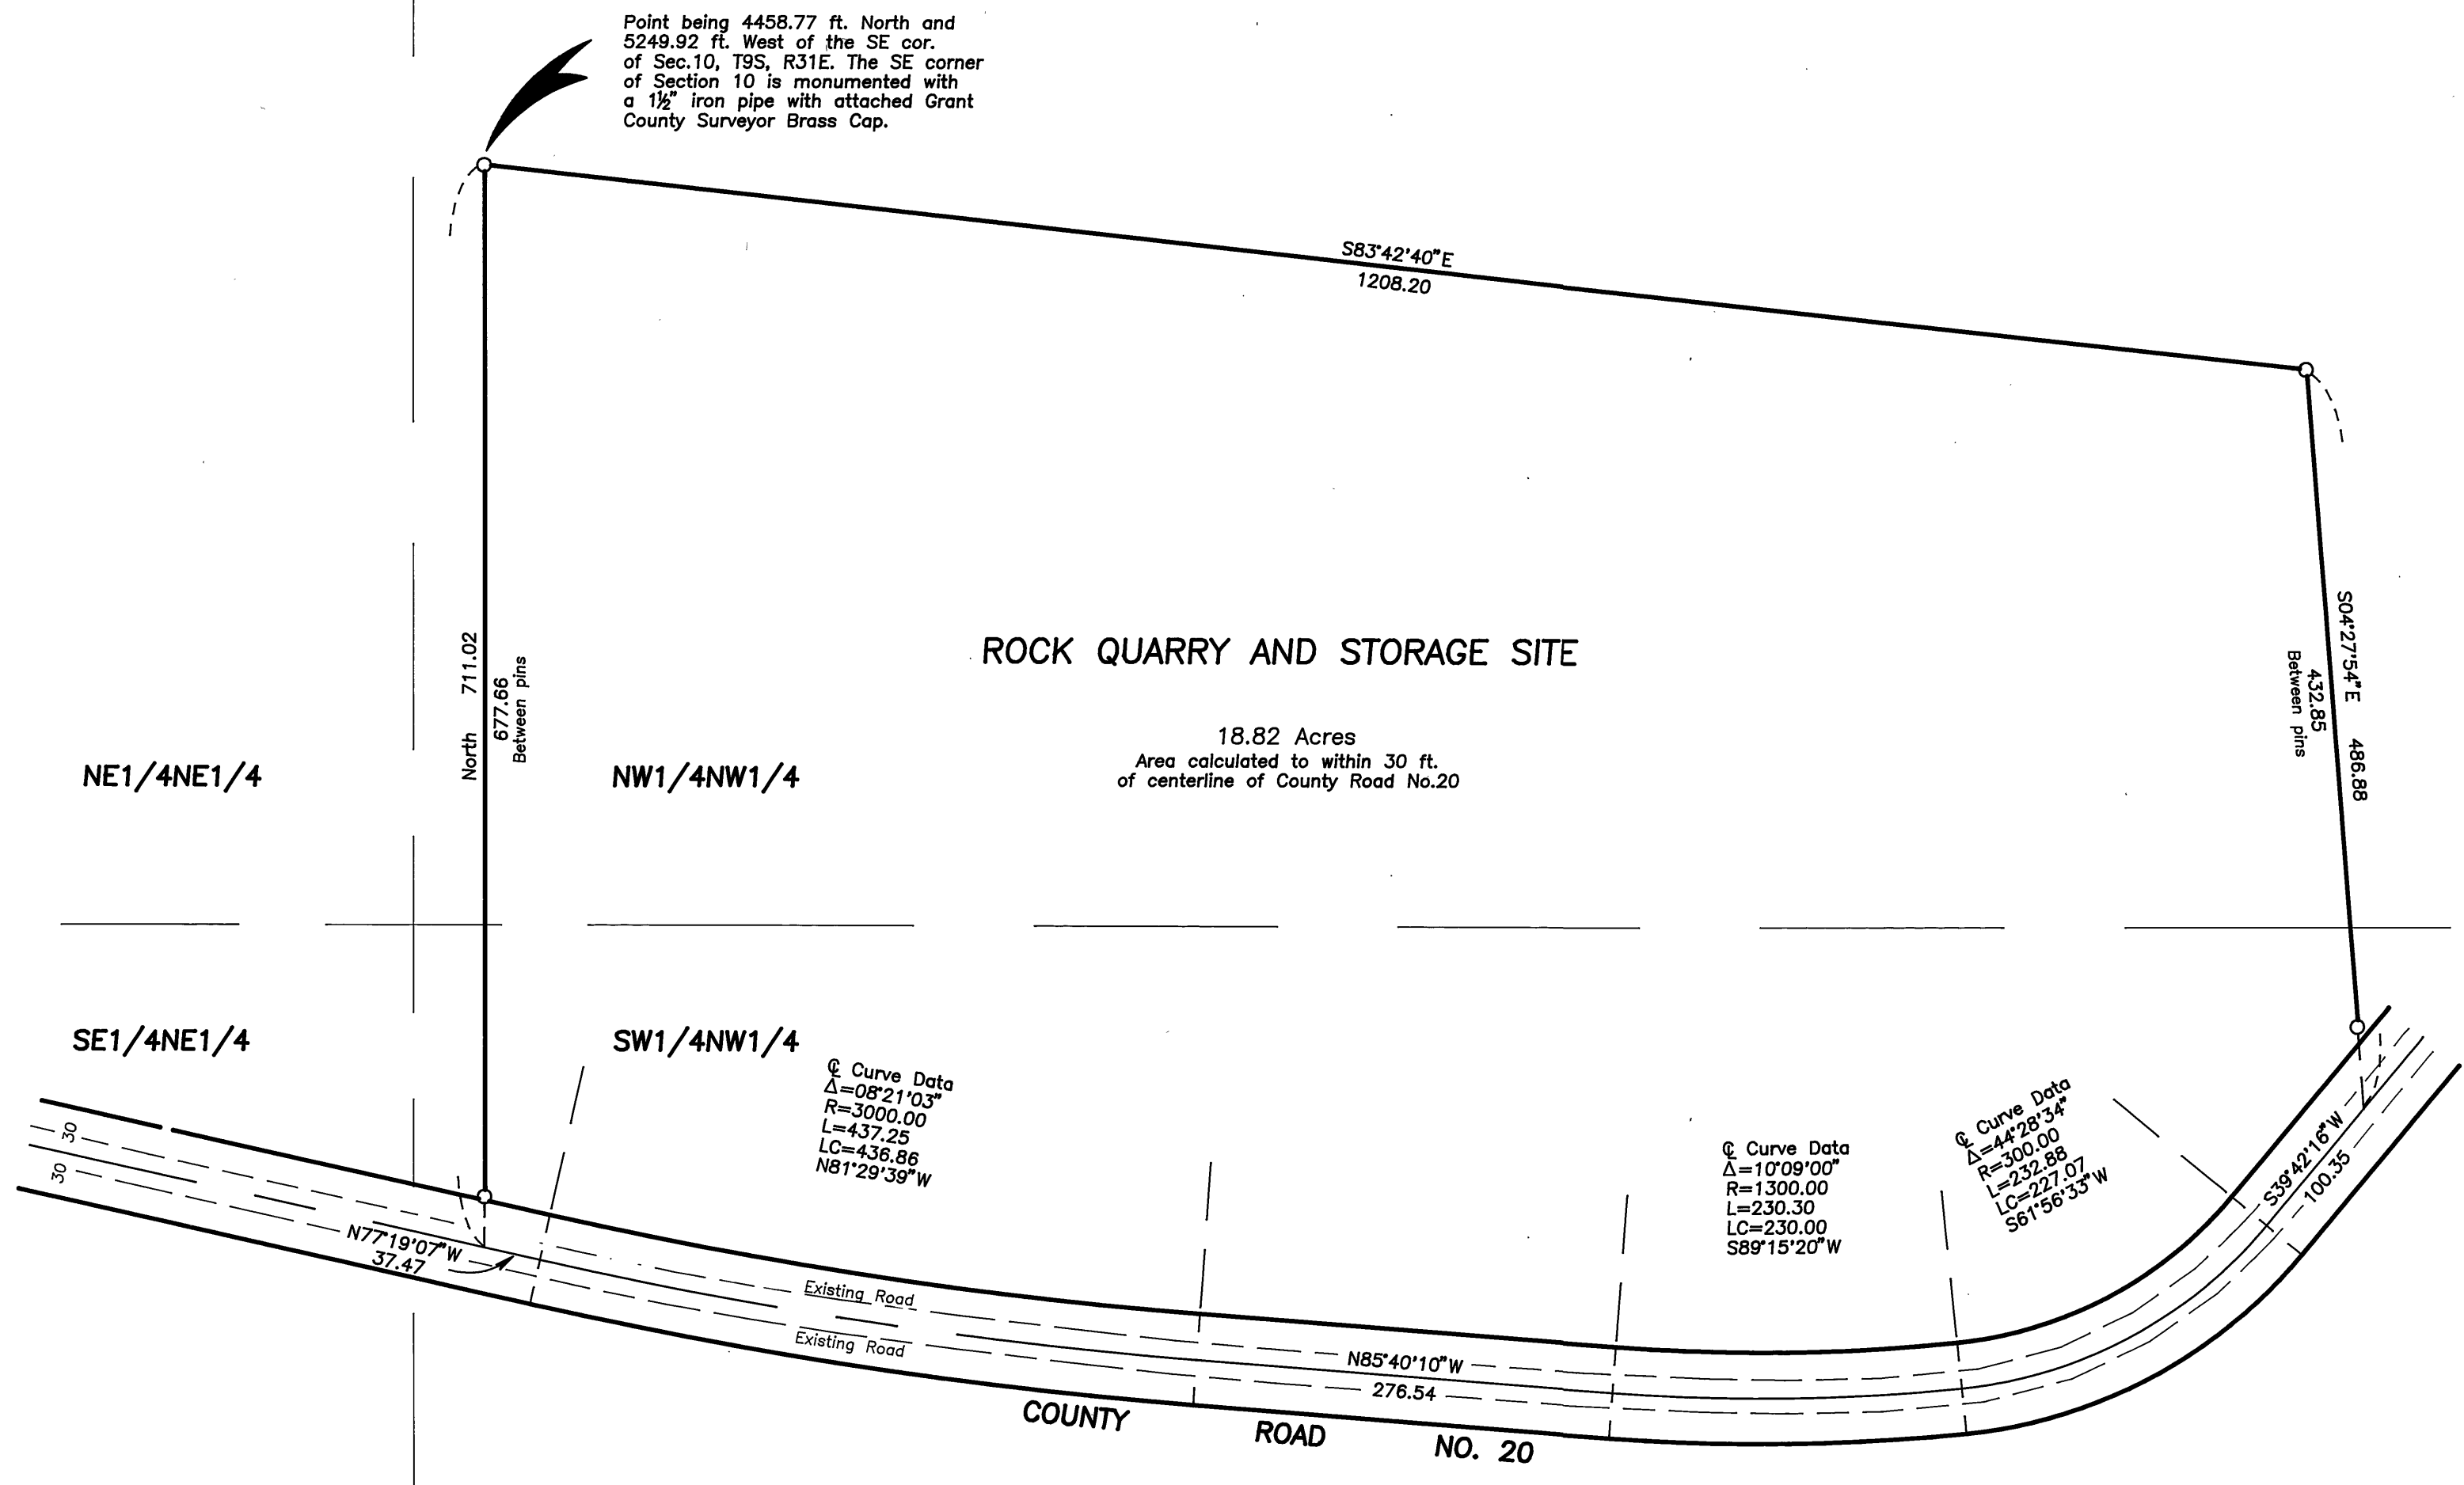 Point being 4458.77 ft. North and
5249.92 ft. West of the SE cor.
of Sec.10, T9S, R31E. The SE corner
of Section 10 is monumented with
a 1½" iron pipe with attached Grant
County Surveyor Brass Cap.
S83°42'40"E
1208.20
North 711.02
677.66
Between pins
S04°27'54"E 486.88
432.85
Between pins
ROCK QUARRY AND STORAGE SITE
18.82 Acres
Area calculated to within 30 ft.
of centerline of County Road No.20
NE1/4NE1/4
NW1/4NW1/4
SE1/4NE1/4
SW1/4NW1/4
℄ Curve Data
Δ=08°21'03"
R=3000.00
L=437.25
LC=436.86
N81°29'39"W
℄ Curve Data
Δ=10°09'00"
R=1300.00
L=230.30
LC=230.00
S89°15'20"W
℄ Curve Data
Δ=44°28'34"
R=300.00
L=232.88
LC=227.07
S61°56'33"W
S39°42'16"W
100.35
30
30
N77°19'07"W
37.47
Existing Road
Existing Road
N85°40'10"W
276.54
COUNTY ROAD NO. 20